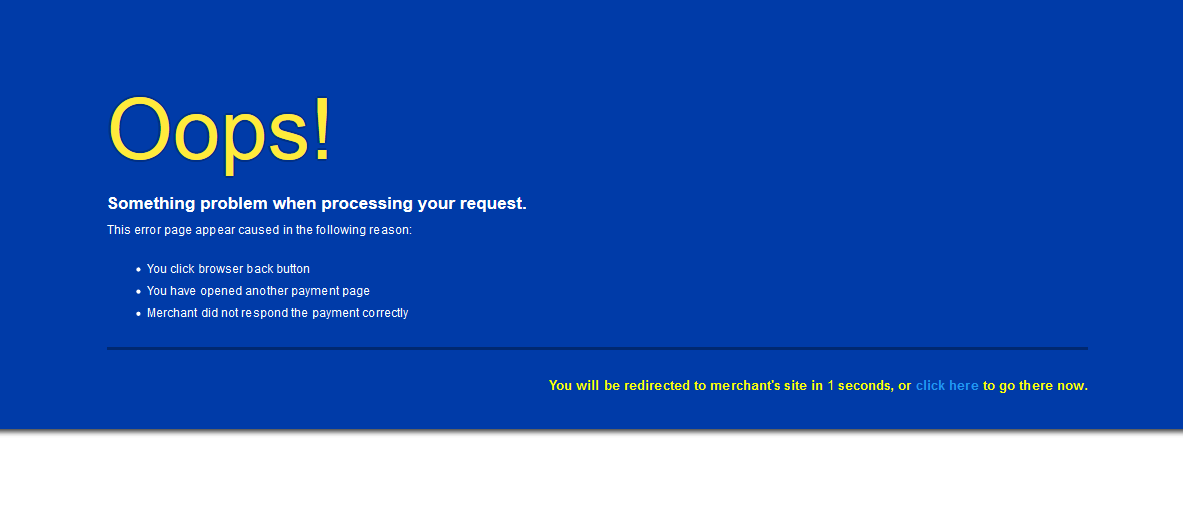 Oops!
Something problem when processing your request.
This error page appear caused in the following reason:
You click browser back button
You have opened another payment page
Merchant did not respond the payment correctly
You will be redirected to merchant's site in 1 seconds, or click here to go there now.